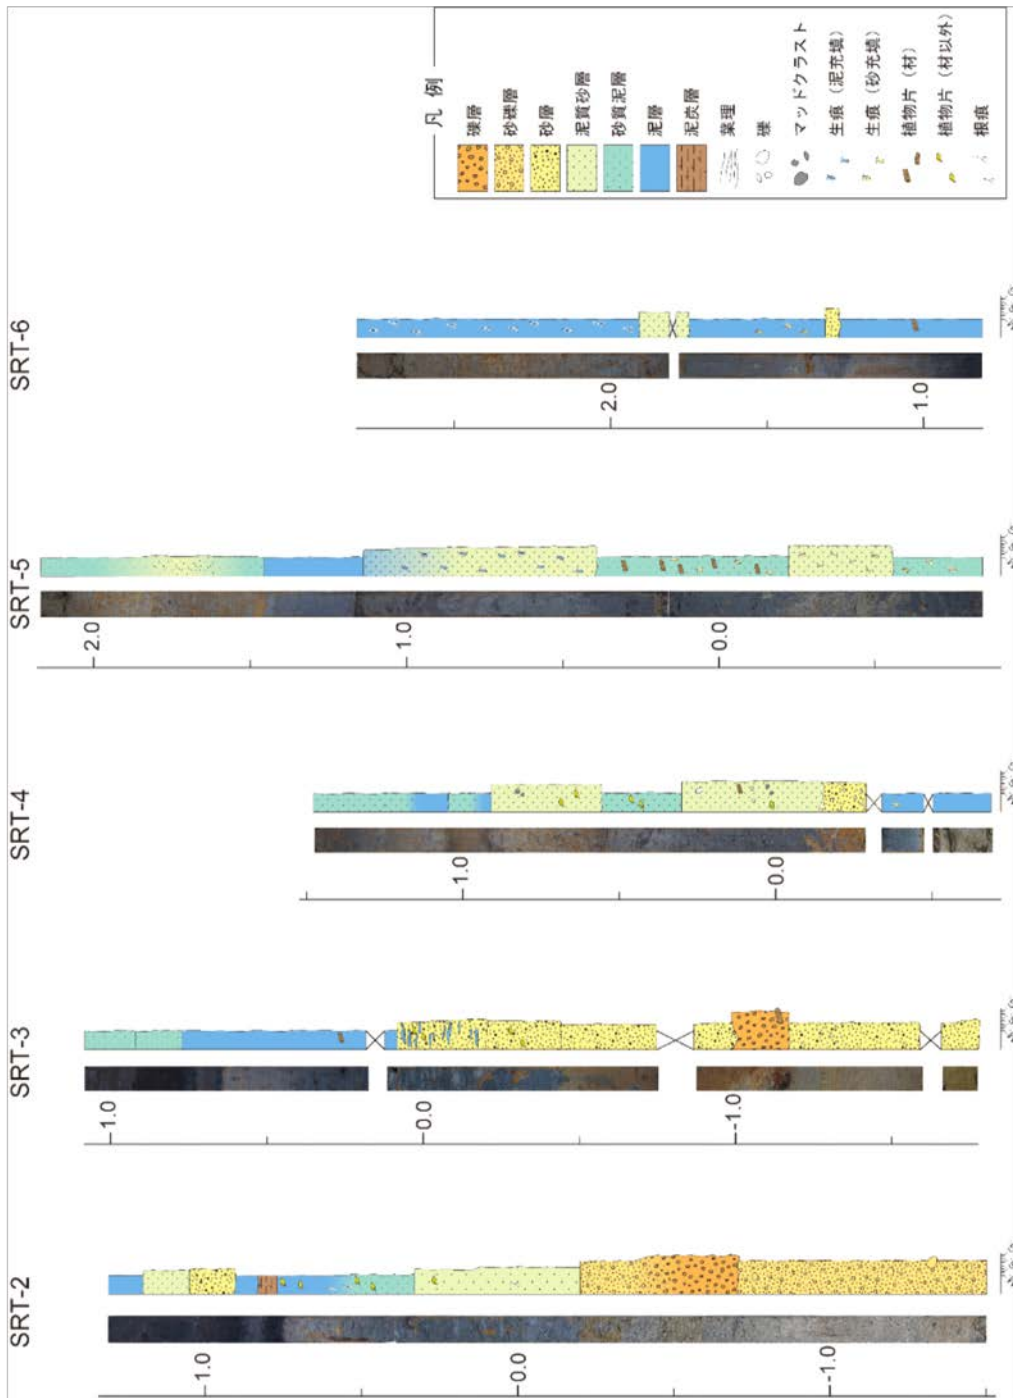 SRT-2
1.0
0.0
-1.0
SRT-3
1.0
0.0
-1.0
SRT-4
1.0
0.0
SRT-5
2.0
1.0
0.0
SRT-6
2.0
1.0
凡 例
礫層
砂礫層
砂層
泥質砂層
砂質泥層
泥層
泥炭層
葉理
礫
マッドクラスト
生痕（泥充填）
生痕（砂充填）
植物片（材）
植物片（材以外）
根痕